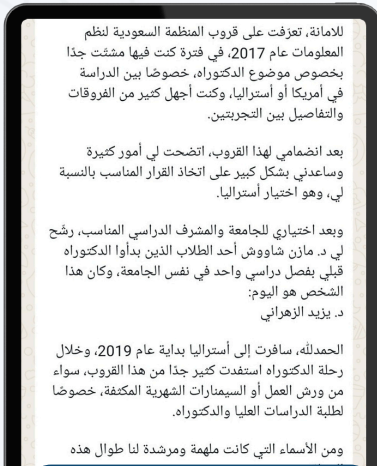 للامانة، تعرَفت على قروب المنظمة السعودية لنظم
المعلومات عام 2017، في فترة كنت فيها مشتّت جدًا
بخصوص موضوع الدكتوراه، خصوصًا بين الدراسة
في أمريكا أو أستراليا، وكنت أجهل كثير من الفروقات
والتفاصيل بين التجربتين.
بعد انضمامي لهذا القروب، اتضحت لي أمور كثيرة
وساعدني بشكل كبير على اتخاذ القرار المناسب بالنسبة
لي، وهو اختيار أستراليا.
وبعد اختياري للجامعة والمشرف الدراسي المناسب، رشّح
لي د. مازن شاووش أحد الطلاب الذين بدأوا الدكتوراه
قبلي بفصل دراسي واحد في نفس الجامعة، وكان هذا
الشخص هو اليوم:
د. يزيد الزهراني
الحمدلله، سافرت إلى أستراليا بداية عام 2019، وخلال
رحلة الدكتوراه استفدت كثير جدًا من هذا القروب، سواء
من ورش العمل أو السيمنارات الشهرية المكثفة، خصوصًا
لطلبة الدراسات العليا والدكتوراه.
ومن الأسماء التي كانت ملهمة ومرشدة لنا طوال هذه